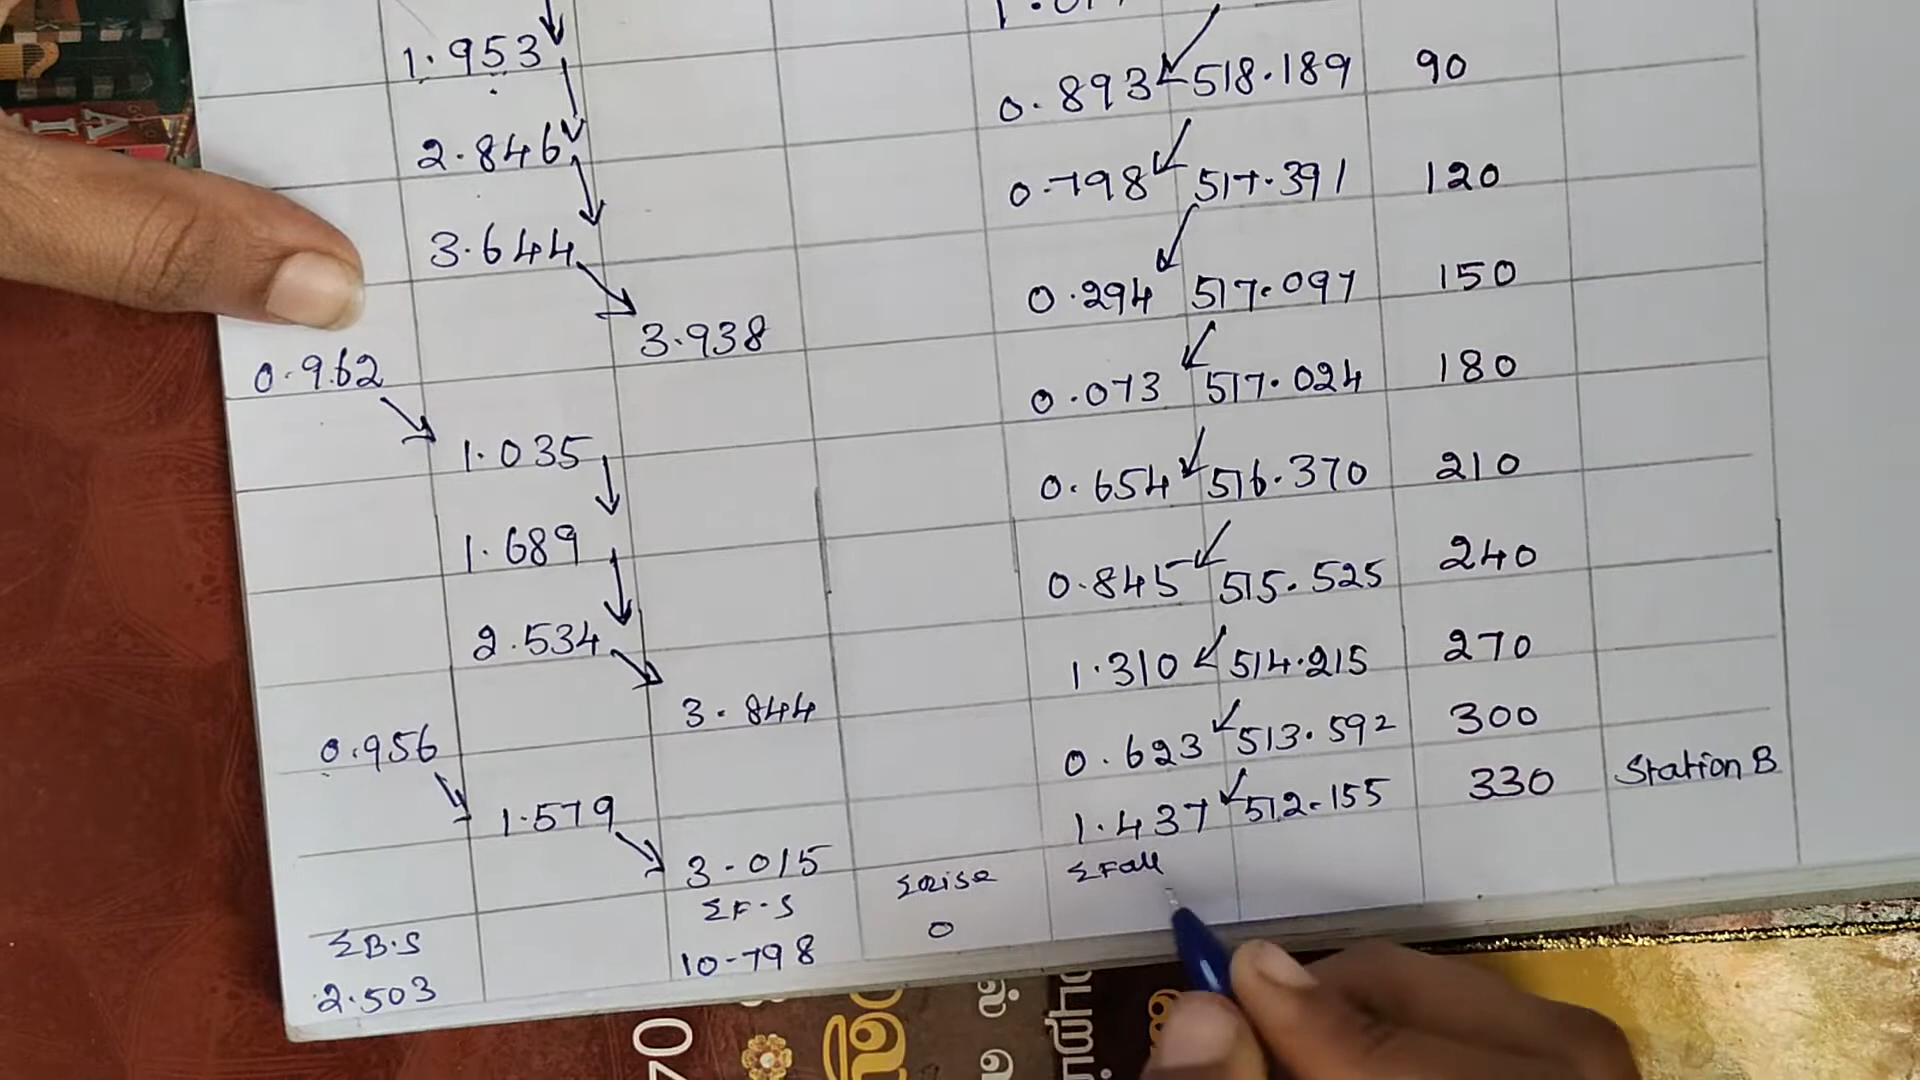 1.953
0.893 518.189 90
2.846
0.798 517.391 120
3.644
0.294 517.097 150
3.938
0.962
0.073 517.024 180
1.035
0.654 516.370 210
1.689
0.845 515.525 240
2.534
1.310 514.215 270
3.844
0.956
0.623 513.592 300
1.579
1.437 512.155 330 Station B
3.015
ΣB.S ΣF.S ΣRise ΣFall
2.503 10-798 0